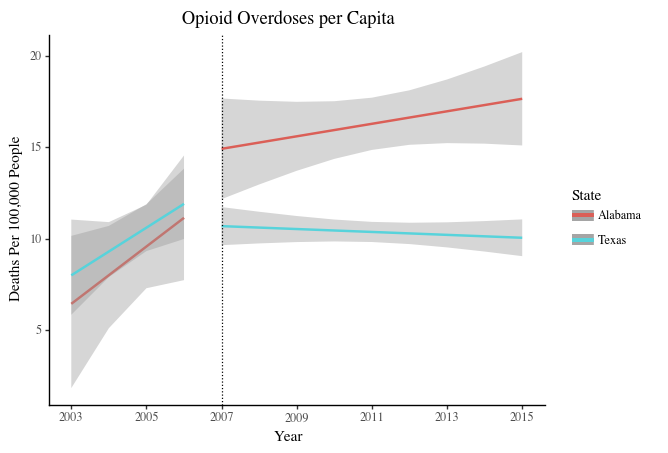 Opioid Overdoses per Capita
Deaths Per 100,000 People
20
15
10
5
2003 2005 2007 2009 2011 2013 2015
Year
State
Alabama
Texas